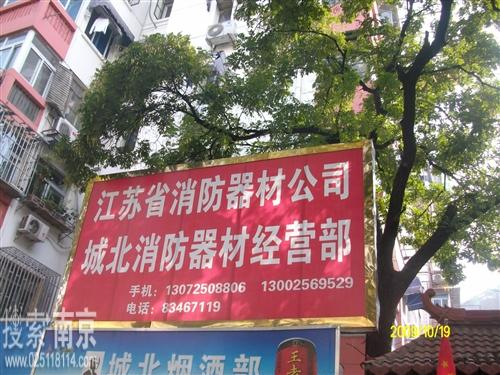 江苏省消防器材公司
城北消防器材经营部
手机：13072508806 13002569529
电话：83467119
城北烟酒部
王老
搜索南京
www.025118114.com
2009/10/19